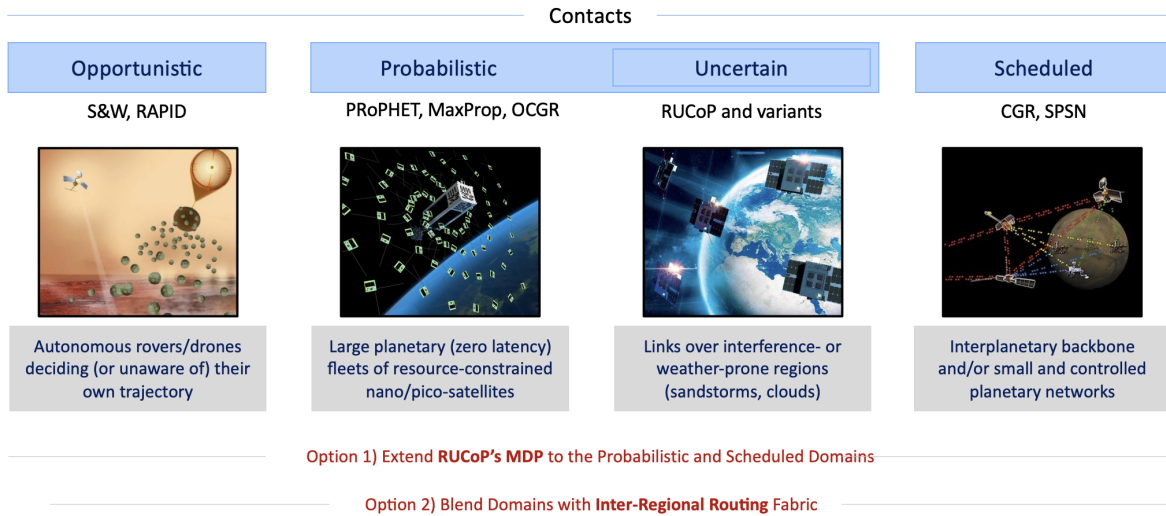 Contacts
Opportunistic
Probabilistic
Uncertain
Scheduled
S&W, RAPID
PRoPHET, MaxProp, OCGR
RUCoP and variants
CGR, SPSN
Autonomous rovers/drones
deciding (or unaware of) their
own trajectory
Large planetary (zero latency)
fleets of resource-constrained
nano/pico-satellites
Links over interference- or
weather-prone regions
(sandstorms, clouds)
Interplanetary backbone
and/or small and controlled
planetary networks
Option 1) Extend RUCoP’s MDP to the Probabilistic and Scheduled Domains
Option 2) Blend Domains with Inter-Regional Routing Fabric